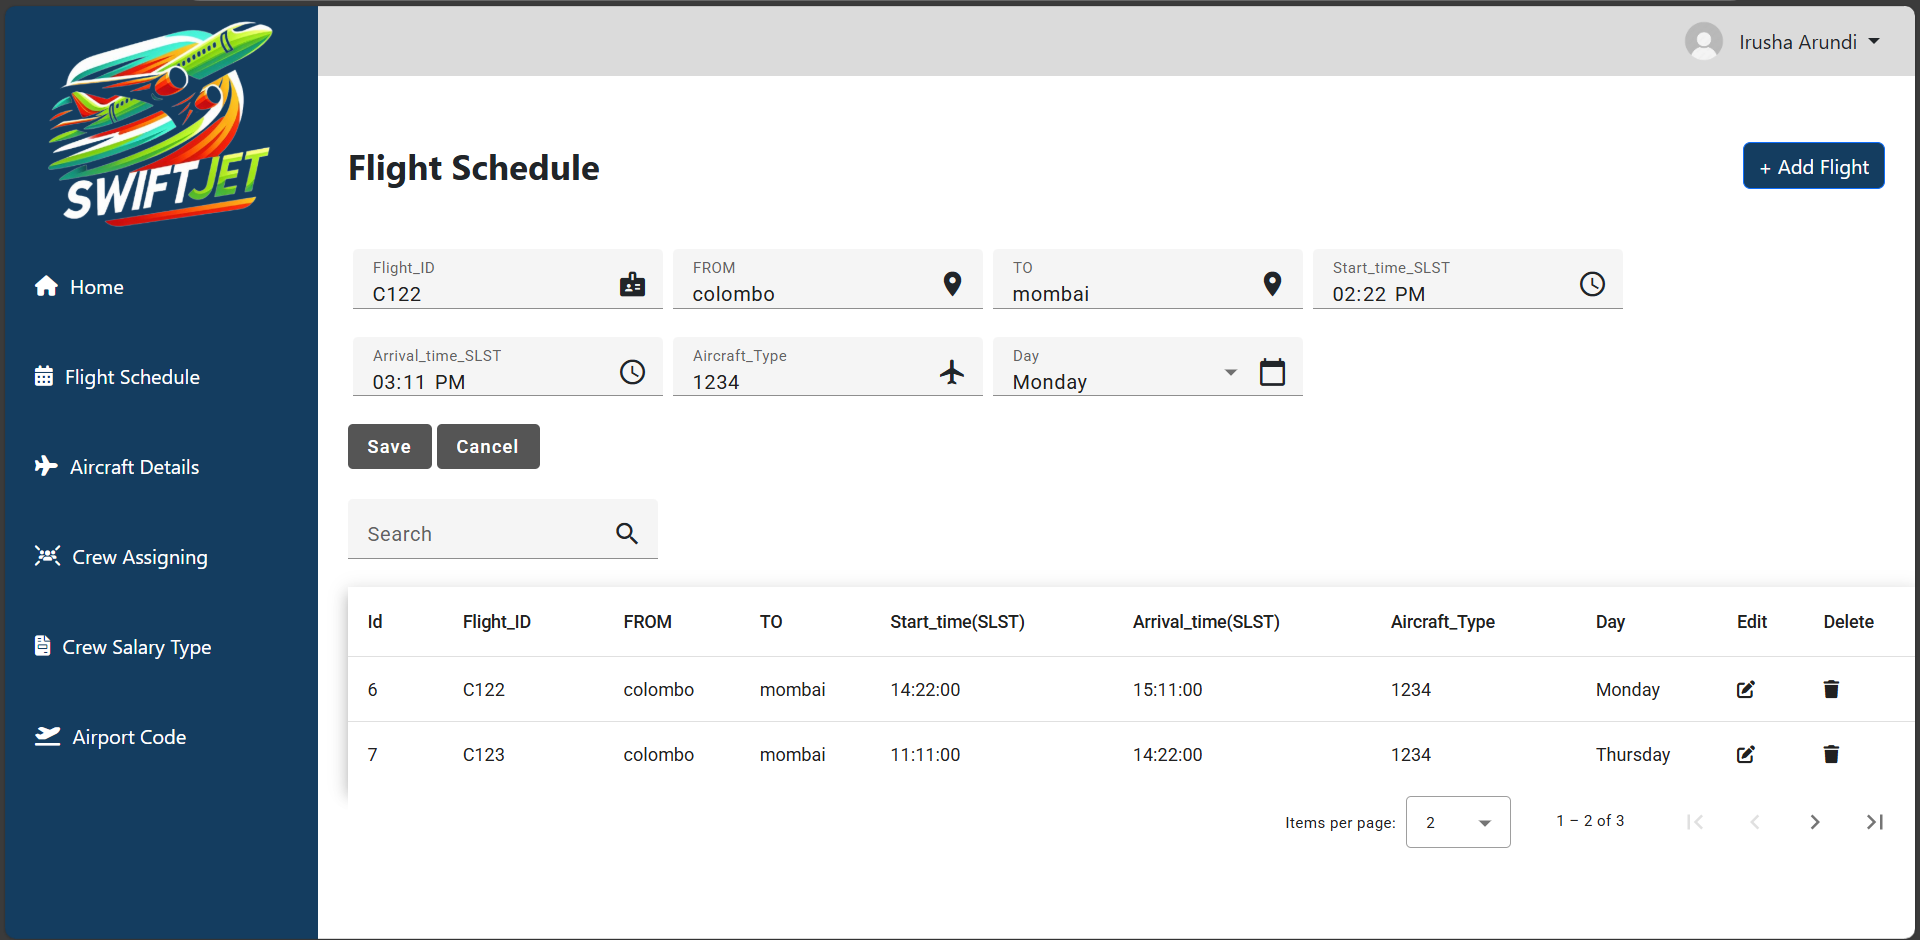 SWIFTJET
Irusha Arundi
Home
Flight Schedule
Aircraft Details
Crew Assigning
Crew Salary Type
Airport Code
Flight Schedule
+ Add Flight
Flight_ID
C122
FROM
colombo
TO
mombai
Start_time_SLST
02:22 PM
Arrival_time_SLST
03:11 PM
Aircraft_Type
1234
Day
Monday
Save Cancel
Search
Id Flight_ID FROM TO Start_time(SLST) Arrival_time(SLST) Aircraft_Type Day Edit Delete
6 C122 colombo mombai 14:22:00 15:11:00 1234 Monday
7 C123 colombo mombai 11:11:00 14:22:00 1234 Thursday
Items per page: 2 1 – 2 of 3